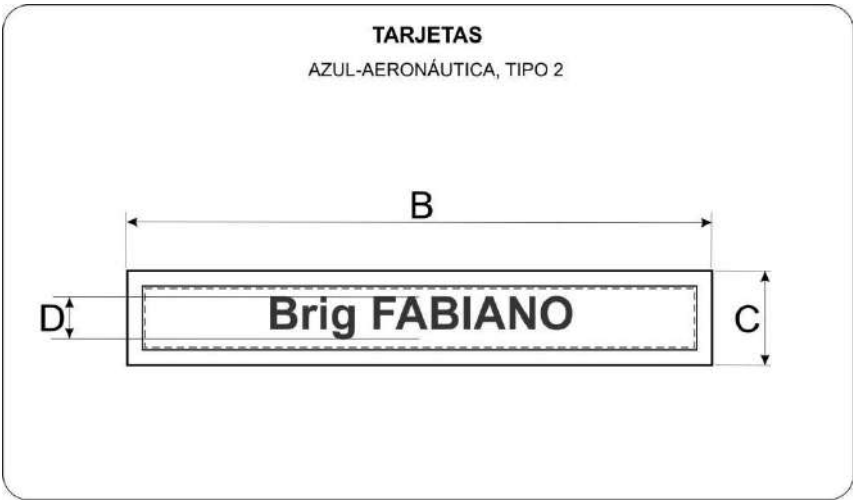 TARJETAS
AZUL-AERONÁUTICA, TIPO 2
B
D
Brig FABIANO
C